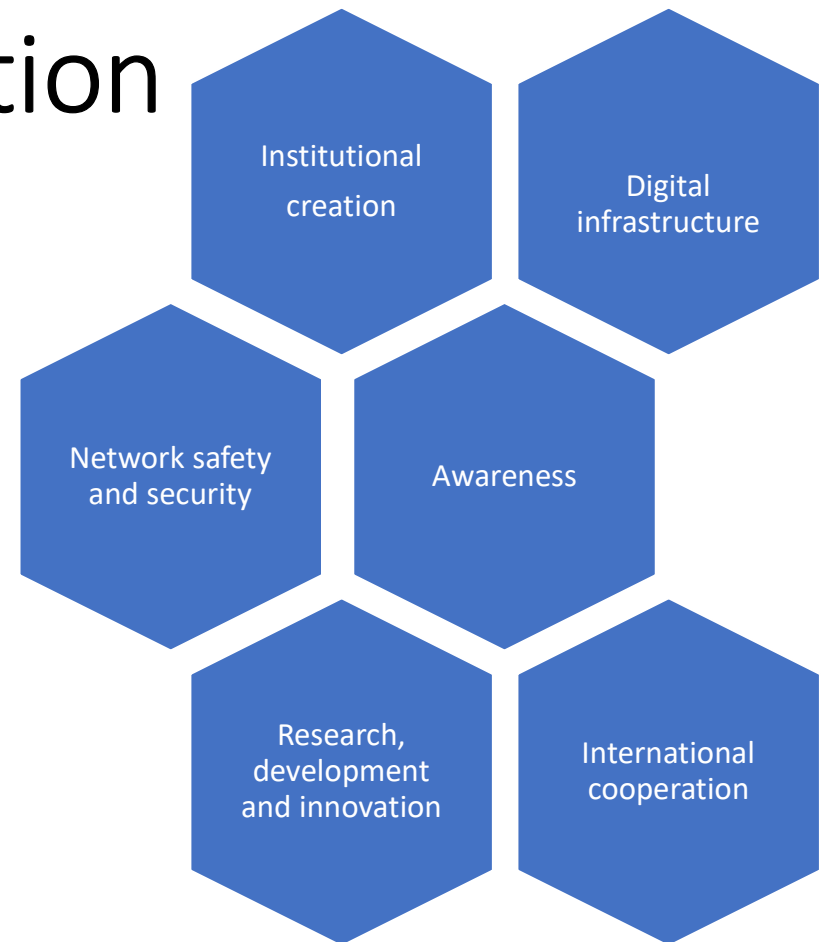 tion
Institutional
creation
Digital
infrastructure
Network safety
and security
Awareness
Research,
development
and innovation
International
cooperation